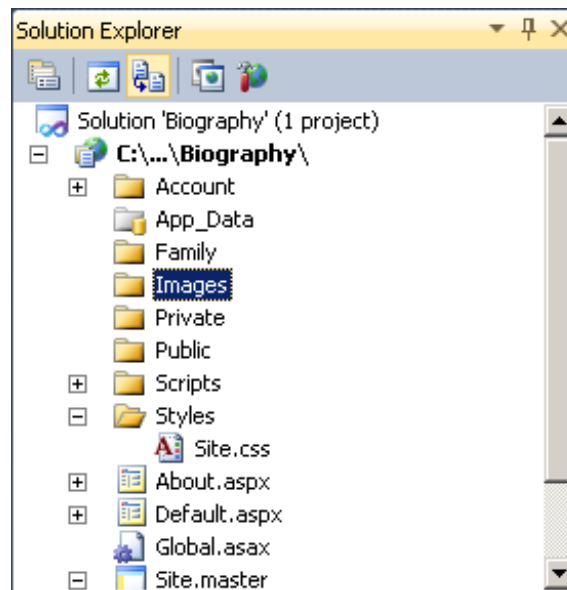 Solution Explorer
Solution 'Biography' (1 project)
C:\...\Biography\
Account
App_Data
Family
Images
Private
Public
Scripts
Styles
Site.css
About.aspx
Default.aspx
Global.asax
Site.master